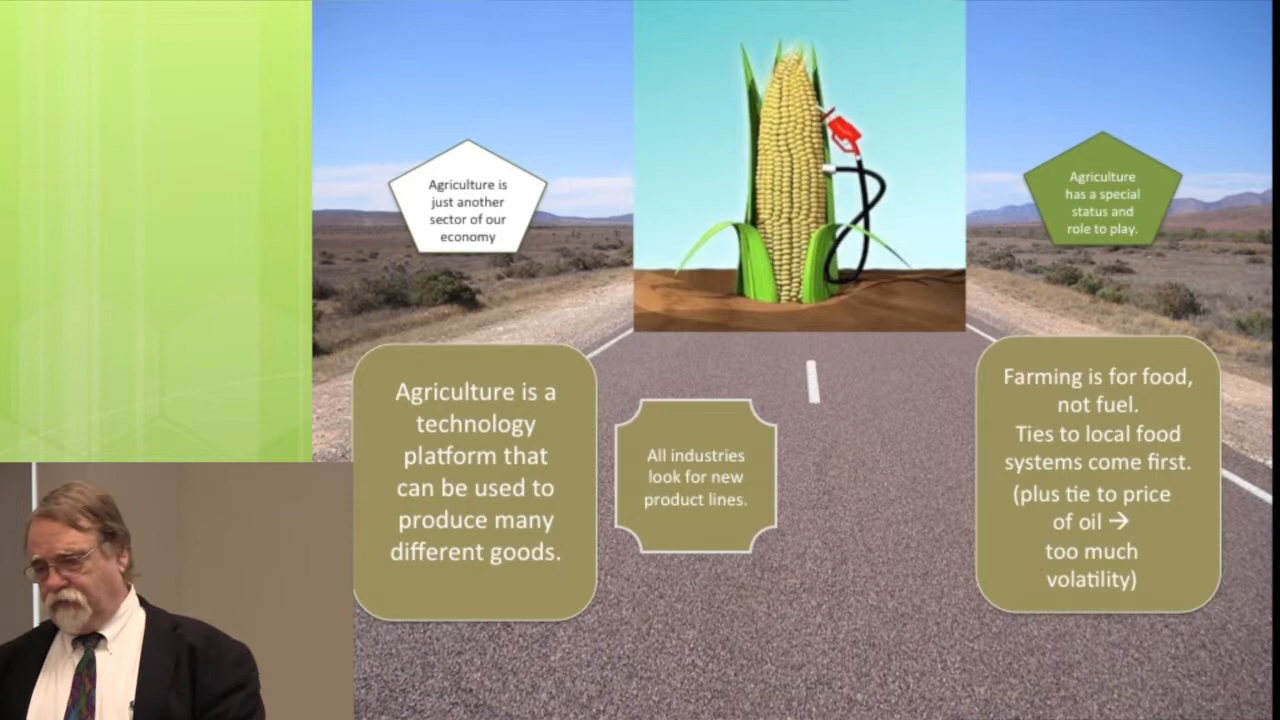 Agriculture is
just another
sector of our
economy
Agriculture
has a special
status and
role to play.
Agriculture is a
technology
platform that
can be used to
produce many
different goods.
All industries
look for new
product lines.
Farming is for food,
not fuel.
Ties to local food
systems come first.
(plus tie to price
of oil →
too much
volatility)